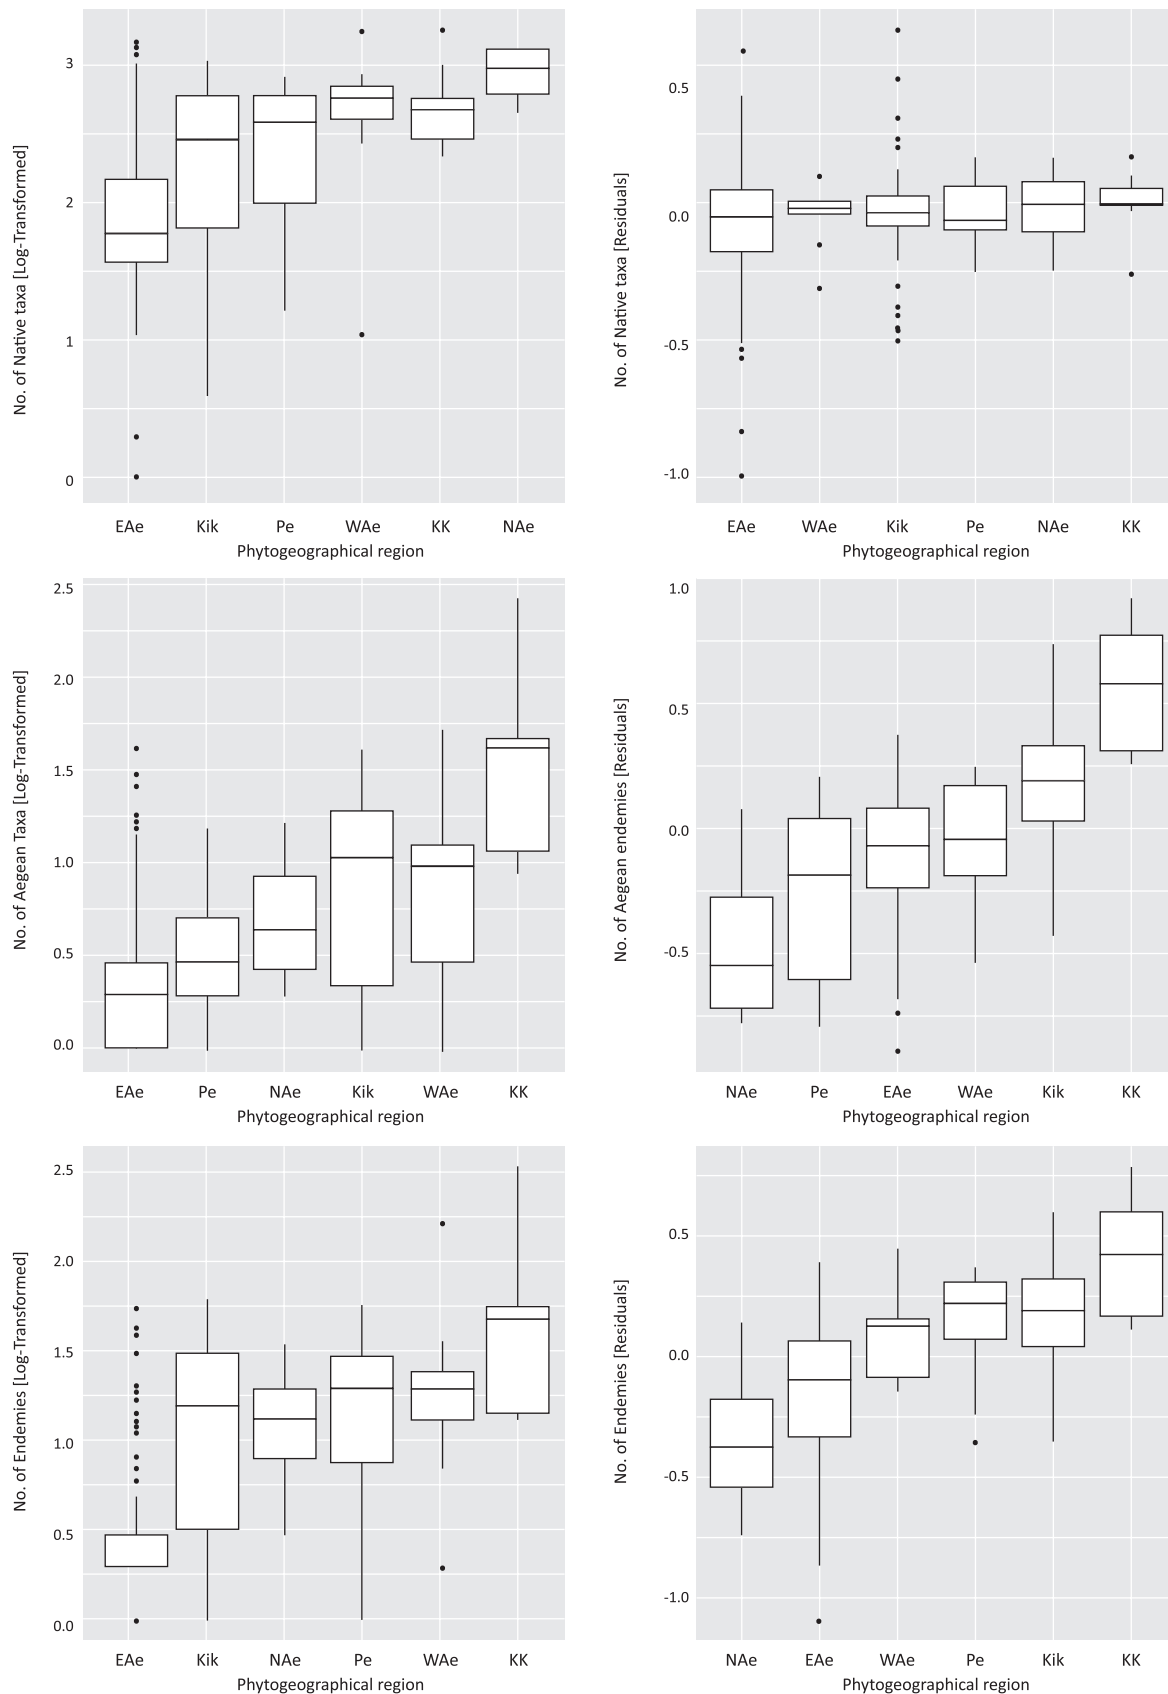 No. of Native taxa [Log-Transformed]
3
2
1
0
EAe Kik Pe WAe KK NAe
Phytogeographical region
No. of Native taxa [Residuals]
0.5
0.0
-0.5
-1.0
EAe WAe Kik Pe NAe KK
Phytogeographical region
No. of Aegean Taxa [Log-Transformed]
2.5
2.0
1.5
1.0
0.5
0.0
EAe Pe NAe Kik WAe KK
Phytogeographical region
No. of Aegean endemies [Residuals]
1.0
0.5
0.0
-0.5
NAe Pe EAe WAe Kik KK
Phytogeographical region
No. of Endemies [Log-Transformed]
2.5
2.0
1.5
1.0
0.5
0.0
EAe Kik NAe Pe WAe KK
Phytogeographical region
No. of Endemies [Residuals]
0.5
0.0
-0.5
-1.0
NAe EAe WAe Pe Kik KK
Phytogeographical region